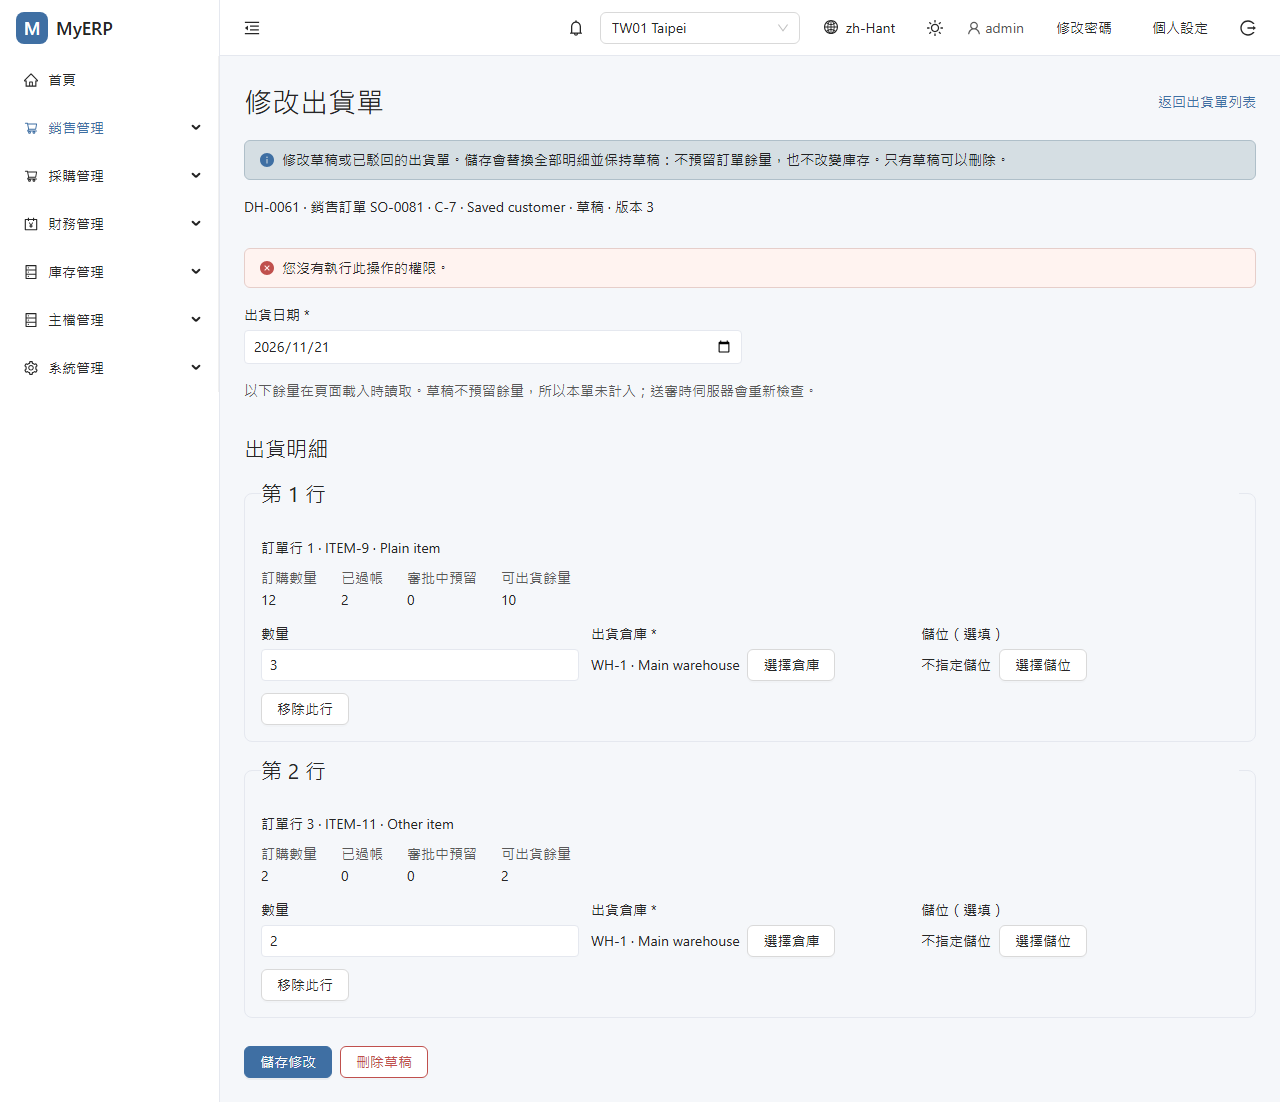 M MyERP
TW01 Taipei
zh-Hant
admin
修改密碼
個人設定
首頁
銷售管理
採購管理
財務管理
庫存管理
主檔管理
系統管理
修改出貨單
返回出貨單列表
修改草稿或已駁回的出貨單。儲存會替換全部明細並保持草稿：不預留訂單餘量，也不改變庫存。只有草稿可以刪除。
DH-0061 · 銷售訂單 SO-0081 · C-7 · Saved customer · 草稿 · 版本 3
您沒有執行此操作的權限。
出貨日期 *
2026/11/21
以下餘量在頁面載入時讀取。草稿不預留餘量，所以本單未計入；送審時伺服器會重新檢查。
出貨明細
第 1 行
訂單行 1 · ITEM-9 · Plain item
訂購數量 已過帳 審批中預留 可出貨餘量
12 2 0 10
數量 出貨倉庫 * 儲位（選填）
3 WH-1 · Main warehouse 選擇倉庫 不指定儲位 選擇儲位
移除此行
第 2 行
訂單行 3 · ITEM-11 · Other item
訂購數量 已過帳 審批中預留 可出貨餘量
2 0 0 2
數量 出貨倉庫 * 儲位（選填）
2 WH-1 · Main warehouse 選擇倉庫 不指定儲位 選擇儲位
移除此行
儲存修改 刪除草稿